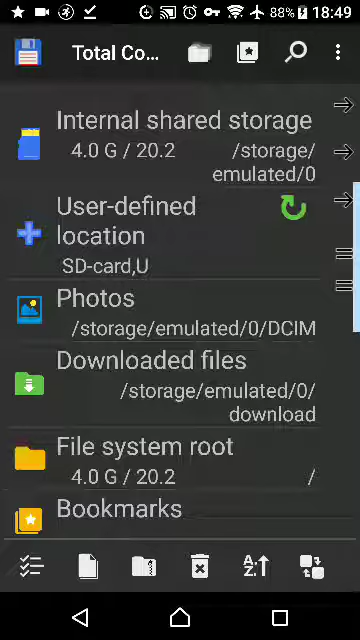 88% 18:49
Total Co...
Internal shared storage
4.0 G / 20.2 /storage/
emulated/0
User-defined
location
SD-card,U
Photos
/storage/emulated/0/DCIM
Downloaded files
/storage/emulated/0/
download
File system root
4.0 G / 20.2 /
Bookmarks
A:Z